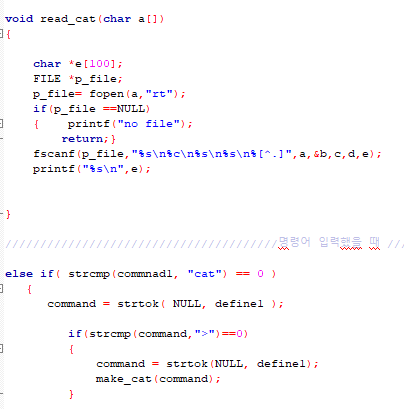 void read_cat(char a[])
{
char *e[100];
FILE *p_file;
p_file= fopen(a,"rt");
if(p_file ==NULL)
{ printf("no file");
return;}
fscanf(p_file,"%s\n%c\n%s\n%s\n%[^.]",a,&b,c,d,e);
printf("%s\n",e);
}
///////////////////////////////////////명령어 입력했을 때 ///
else if( strcmp(commnad1, "cat") == 0 )
{
command = strtok( NULL, define1 );
if(strcmp(command,">")==0)
{
command = strtok(NULL, define1);
make_cat(command);
}